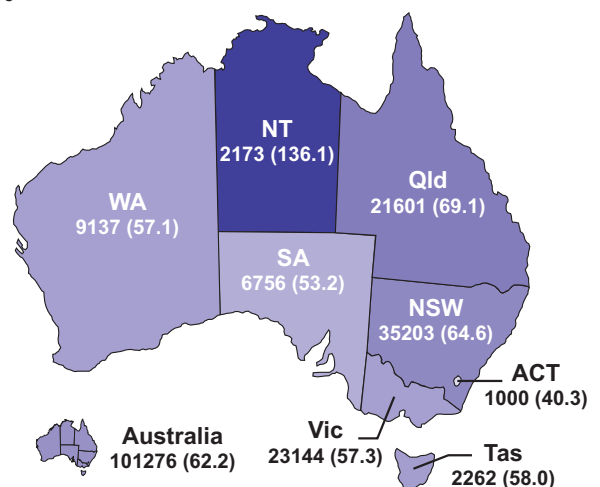 NT
2173 (136.1)
Qld
21601 (69.1)
WA
9137 (57.1)
SA
6756 (53.2)
NSW
35203 (64.6)
ACT
1000 (40.3)
Vic
23144 (57.3)
Tas
2262 (58.0)
Australia
101276 (62.2)